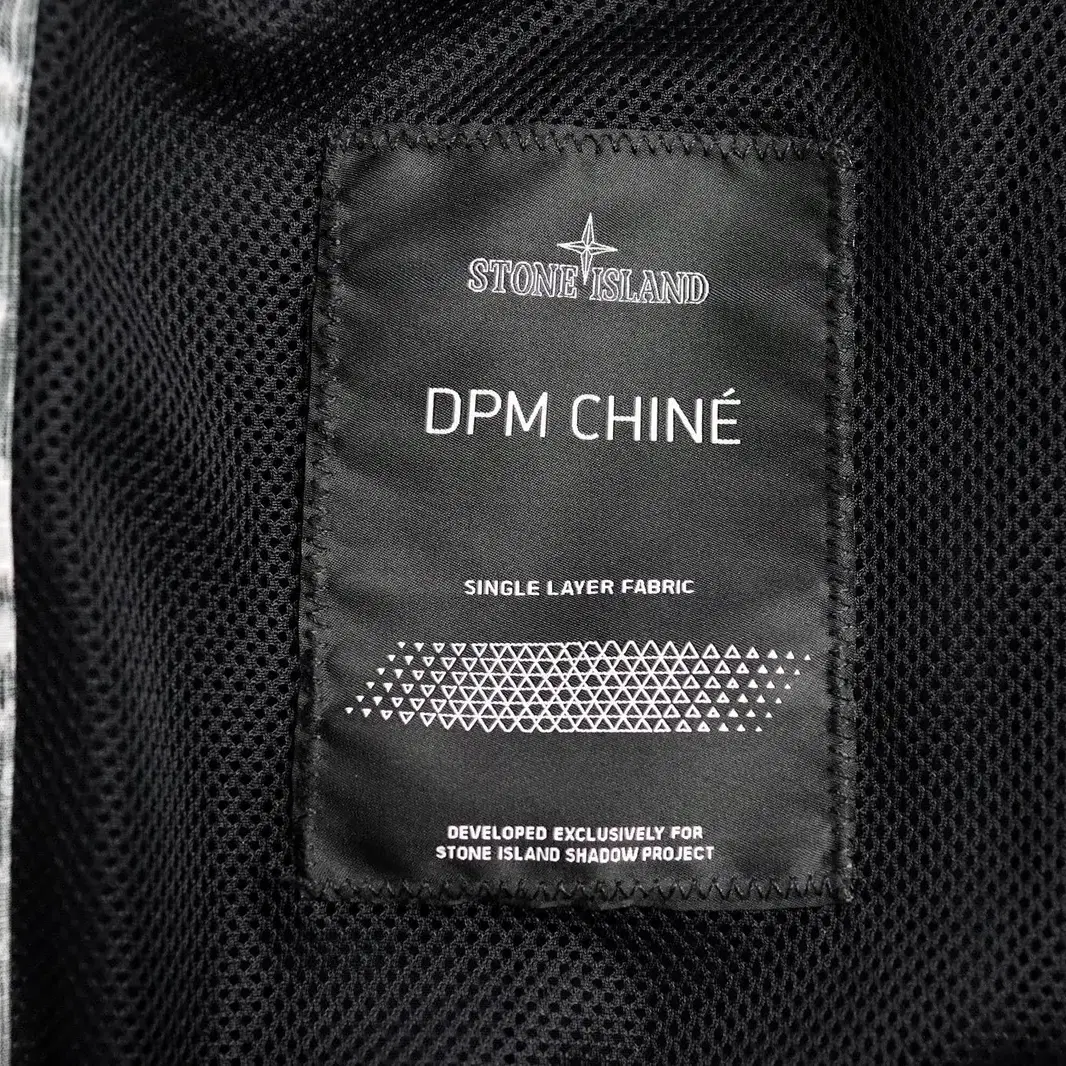 STONE ISLAND
DPM CHINÉ
SINGLE LAYER FABRIC
DEVELOPED EXCLUSIVELY FOR
STONE ISLAND SHADOW PROJECT